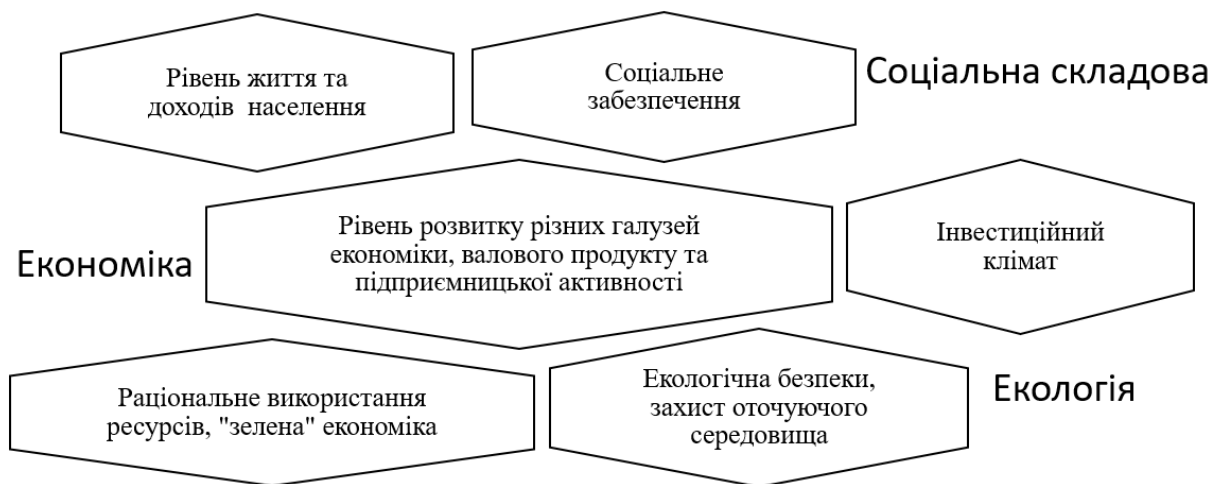 Рівень життя та
доходів населення
Соціальне
забезпечення
Соціальна складова
Економіка
Рівень розвитку різних галузей
економіки, валового продукту та
підприємницької активності
Інвестиційний
клімат
Раціональне використання
ресурсів, "зелена" економіка
Екологічна безпеки,
захист оточуючого
середовища
Екологія